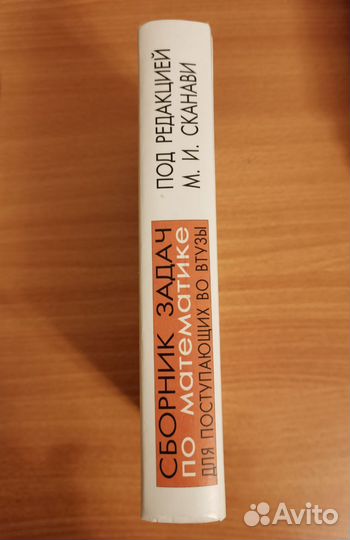 СБОРНИК ЗАДАЧ
ПО математике
ДЛЯ ПОСТУПАЮЩИХ ВО ВТУЗЫ
ПОД РЕДАКЦИЕЙ
М. И. СКАНАВИ
Avito